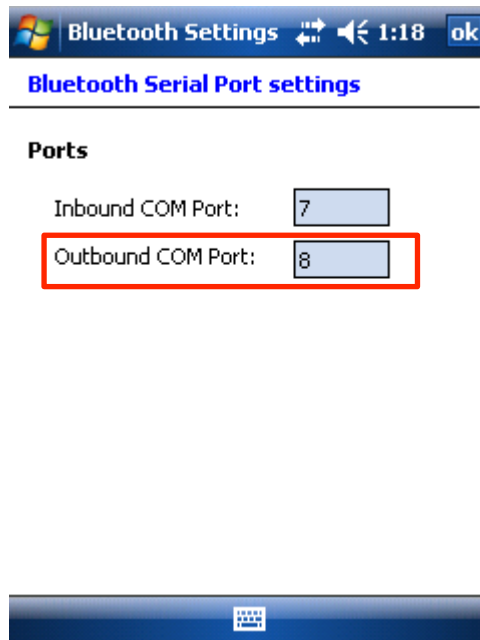 Bluetooth Settings 1:18 ok
Bluetooth Serial Port settings
Ports
Inbound COM Port: 7
Outbound COM Port: 8